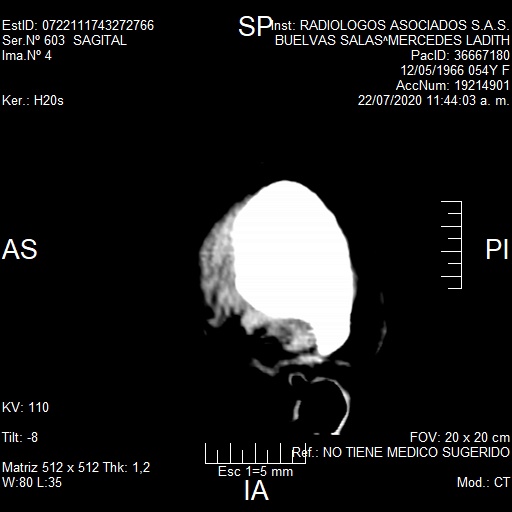 EstID: 0722111743272766
Ser.Nº 603 SAGITAL
Ima.Nº 4
Ker.: H20s
SP
Inst: RADIOLOGOS ASOCIADOS S.A.S.
BUELVAS SALAS^MERCEDES LADITH
PacID: 36667180
12/05/1966 054Y F
AccNum: 19214901
22/07/2020 11:44:03 a. m.
AS
PI
KV: 110
Tilt: -8
Matriz 512 x 512 Thk: 1,2
W:80 L:35
Esc 1=5 mm
IA
FOV: 20 x 20 cm
Ref.: NO TIENE MEDICO SUGERIDO
Mod.: CT